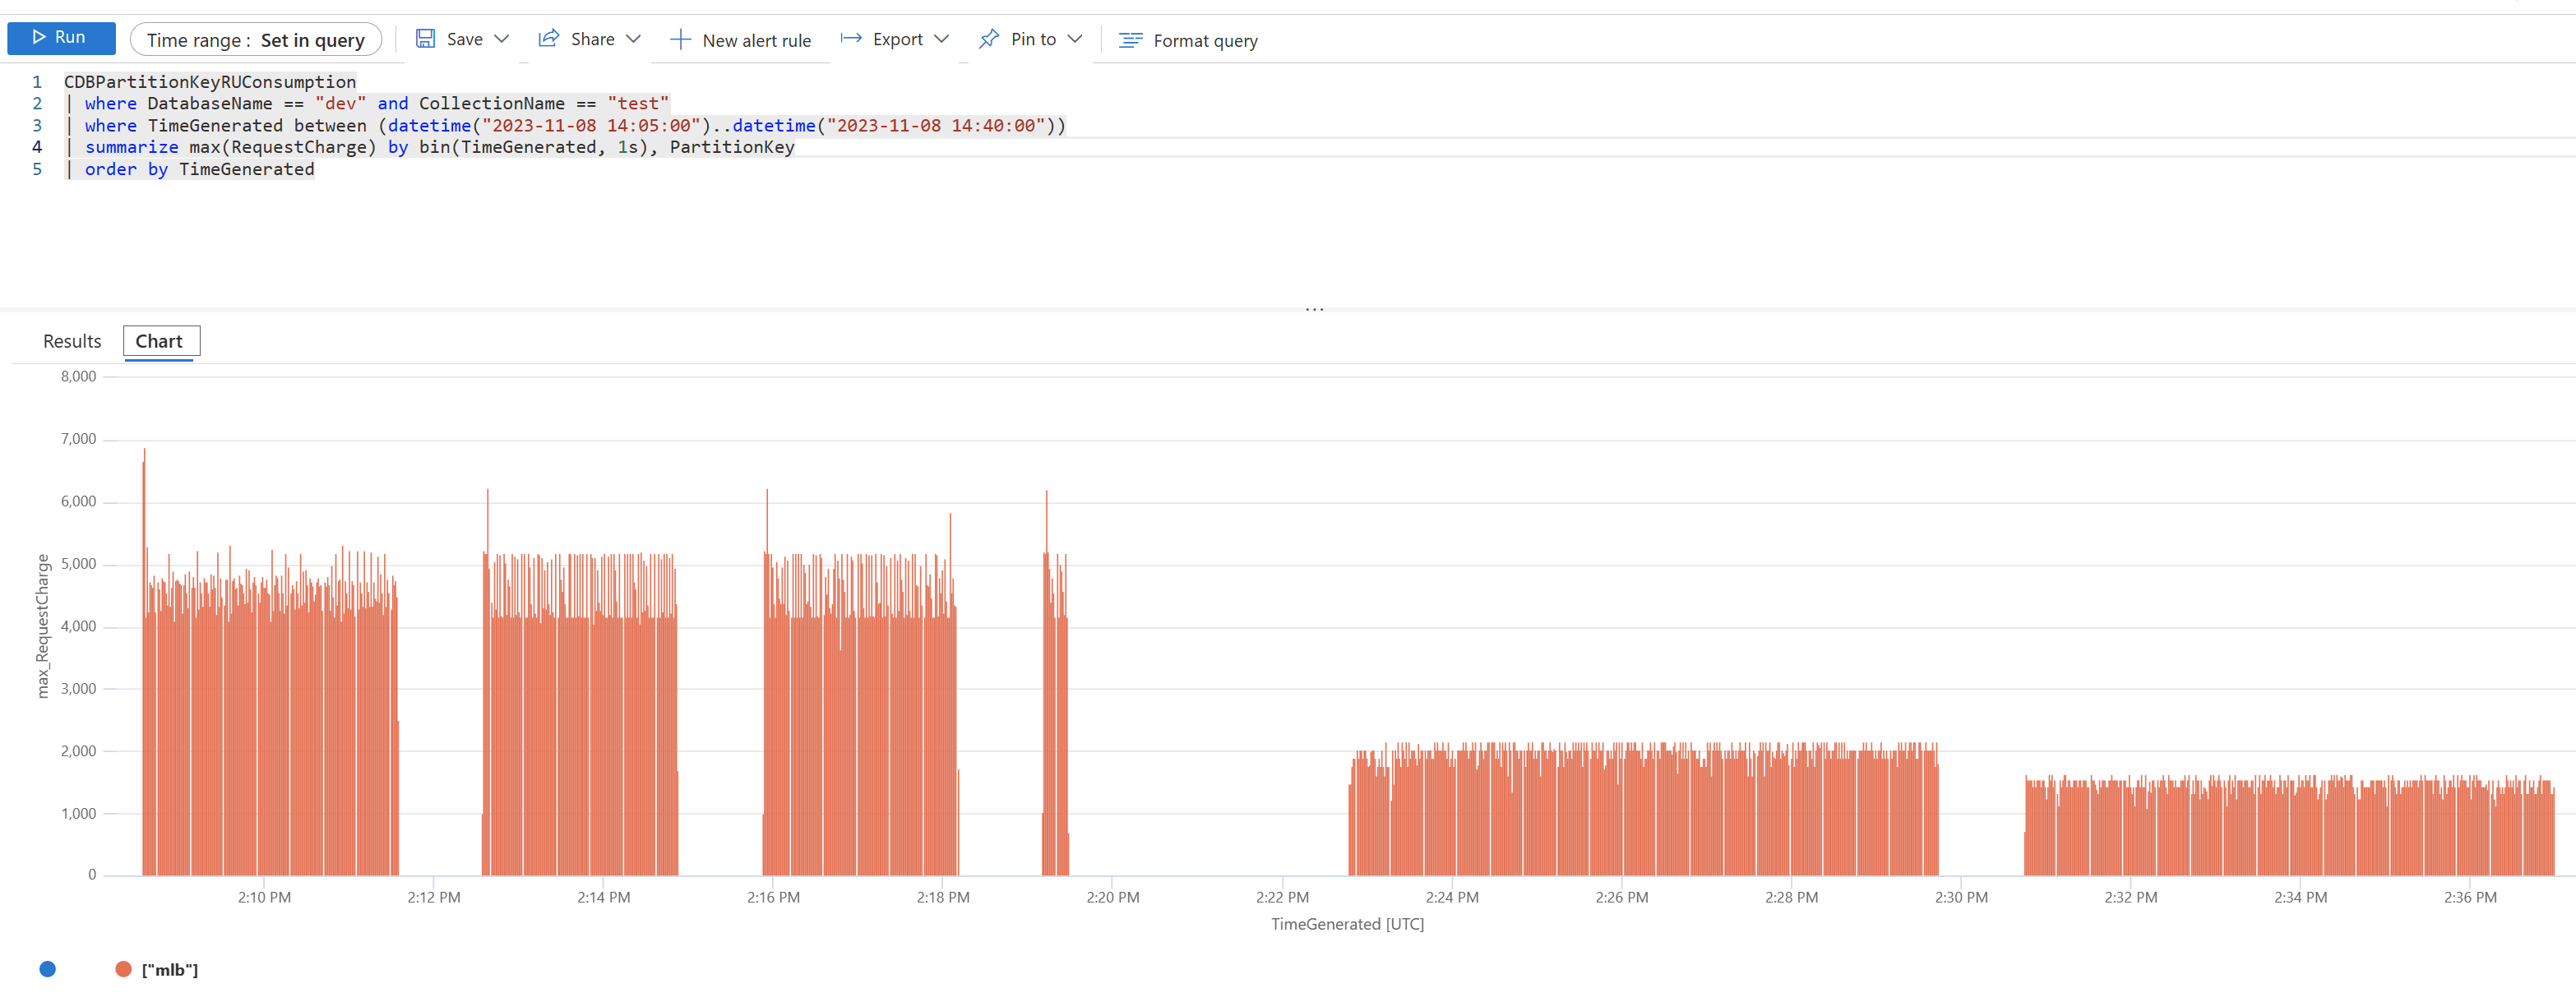 Run
Time range : Set in query
Save
Share
New alert rule
Export
Pin to
Format query
1 CDBPartitionKeyRUConsumption
2 | where DatabaseName == "dev" and CollectionName == "test"
3 | where TimeGenerated between (datetime("2023-11-08 14:05:00")..datetime("2023-11-08 14:40:00"))
4 | summarize max(RequestCharge) by bin(TimeGenerated, 1s), PartitionKey
5 | order by TimeGenerated
...
Results
Chart
8,000
7,000
6,000
5,000
4,000
3,000
2,000
1,000
0
max_RequestCharge
2:10 PM
2:12 PM
2:14 PM
2:16 PM
2:18 PM
2:20 PM
2:22 PM
2:24 PM
2:26 PM
2:28 PM
2:30 PM
2:32 PM
2:34 PM
2:36 PM
TimeGenerated [UTC]
["mlb"]